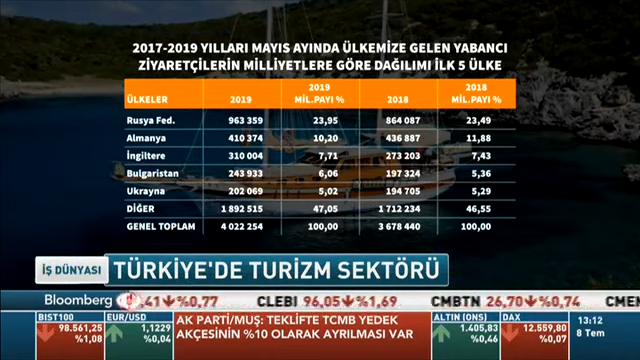 2017-2019 YILLARI MAYIS AYINDA ÜLKEMİZE GELEN YABANCI
ZİYARETÇİLERİN MİLLİYETLERE GÖRE DAĞILIMI İLK 5 ÜLKE
ÜLKELER 2019 2019 MİL.PAYI % 2018 2018 MİL.PAYI %
Rusya Fed. 963 359 23,95 864 087 23,49
Almanya 410 374 10,20 436 887 11,88
İngiltere 310 004 7,71 273 203 7,43
Bulgaristan 243 933 6,06 197 324 5,36
Ukrayna 202 069 5,02 194 705 5,29
DİĞER 1 892 515 47,05 1 712 234 46,55
GENEL TOPLAM 4 022 254 100,00 3 678 440 100,00
İŞ DÜNYASI TÜRKİYE'DE TURİZM SEKTÖRÜ
Bloomberg HT ,41 %0,77 CLEBI 96,05 %1,69 CMBTN 26,70 %0,74 CMEN
BIST100 EUR/USD AK PARTİ/MUŞ: TEKLİFTE TCMB YEDEK ALTIN (ONS) DAX 13:12
98.561,25 1,1229 AKÇESİNİN %10 OLARAK AYRILMASI VAR 1.405,83 12.559,80 8 Tem
%1,08 %0,04 %0,46 %0,07